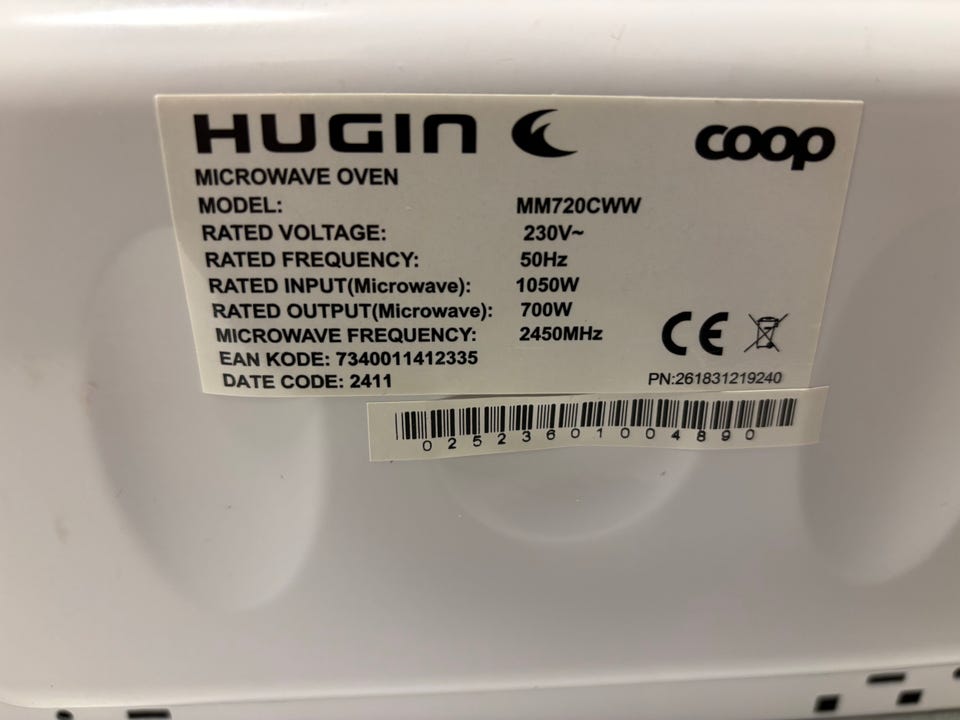 HUGIN coop
MICROWAVE OVEN
MODEL: MM720CWW
RATED VOLTAGE: 230V~
RATED FREQUENCY: 50Hz
RATED INPUT(Microwave): 1050W
RATED OUTPUT(Microwave): 700W
MICROWAVE FREQUENCY: 2450MHz
EAN KODE: 7340011412335
DATE CODE: 2411
CE
PN:261831219240
02523601004890